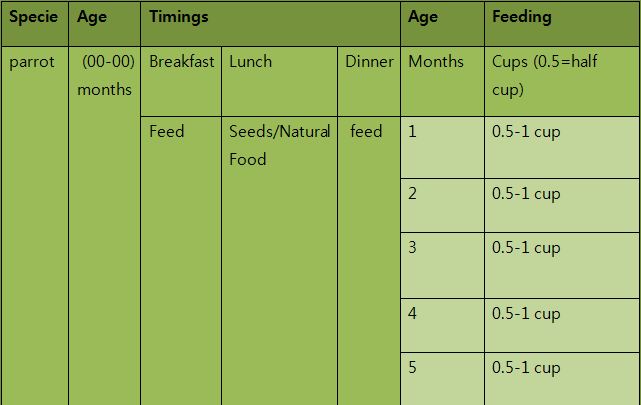 Specie Age Timings Age Feeding
parrot (00-00) months Breakfast Lunch Dinner Months Cups (0.5=half cup)
Feed Seeds/Natural Food feed 1 0.5-1 cup
2 0.5-1 cup
3 0.5-1 cup
4 0.5-1 cup
5 0.5-1 cup